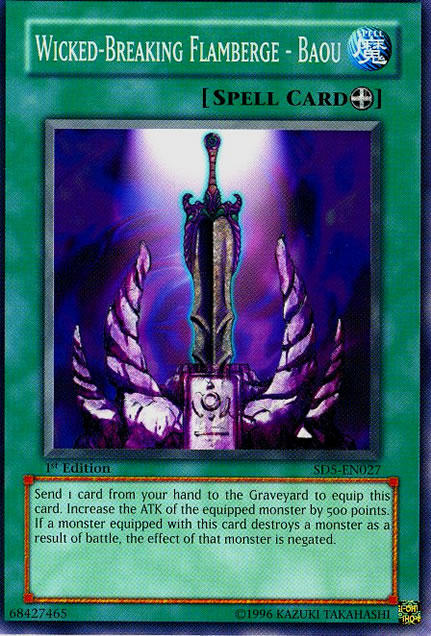 WICKED-BREAKING FLAMBERGE - BAOU
SPELL
魔
[SPELL CARD]
1st Edition
SD5-EN027
Send 1 card from your hand to the Graveyard to equip this
card. Increase the ATK of the equipped monster by 500 points.
If a monster equipped with this card destroys a monster as a
result of battle, the effect of that monster is negated.
68427465
©1996 KAZUKI TAKAHASHI